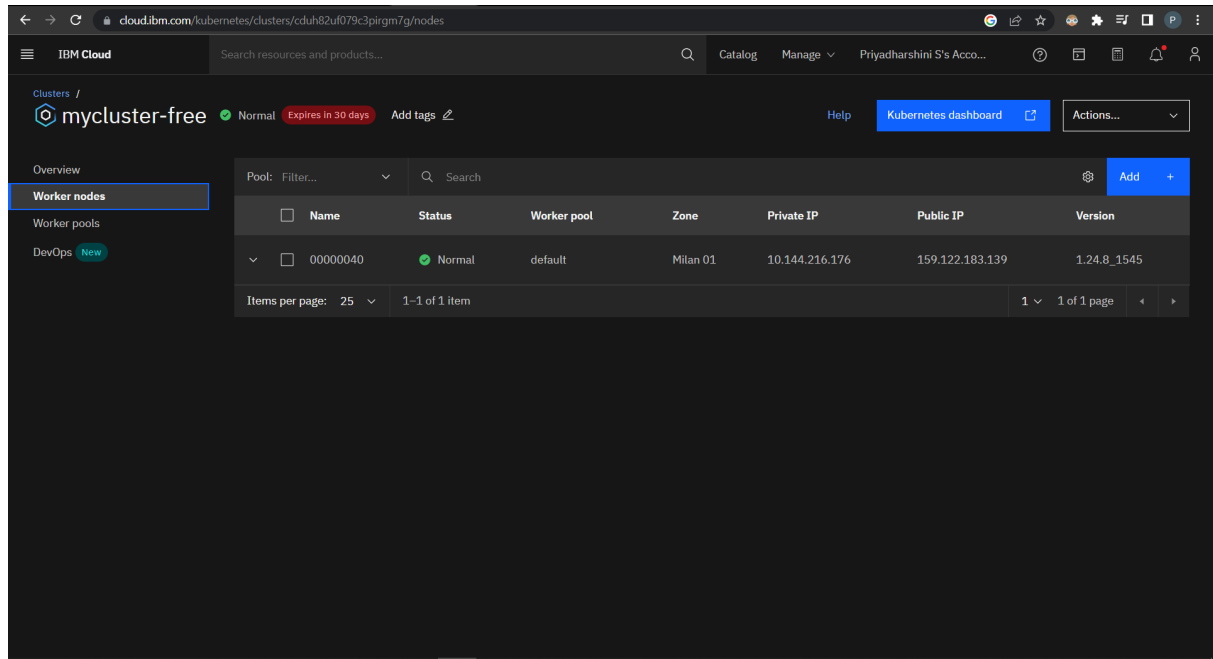 cloud.ibm.com/kubernetes/clusters/cduh82uf079c3pirgm7g/nodes
P
IBM Cloud Search resources and products... Catalog Manage Priyadharshini S's Acco...
Clusters /
mycluster-free Normal Expires in 30 days Add tags Help Kubernetes dashboard Actions...
Overview
Worker nodes
Worker pools
DevOps New
Pool: Filter... Search Add +
Name Status Worker pool Zone Private IP Public IP Version
00000040 Normal default Milan 01 10.144.216.176 159.122.183.139 1.24.8_1545
Items per page: 25 1–1 of 1 item 1 1 of 1 page